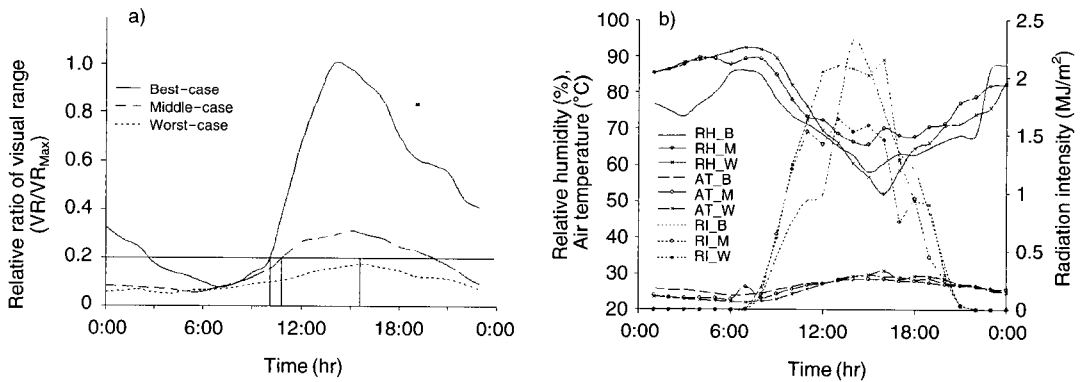 a)
Relative ratio of visual range
(VR/VRMax)
1.0
0.8
0.6
0.4
0.2
0
Best-case
Middle-case
Worst-case
0:00
6:00
12:00
18:00
0:00
Time (hr)
b)
Relative humidity (%),
Air temperature (°C)
100
90
80
70
60
50
40
30
20
RH_B
RH_M
RH_W
AT_B
AT_M
AT_W
RI_B
RI_M
RI_W
2.5
2
1.5
1
0.5
0
Radiation intensity (MJ/m²)
0:00
6:00
12:00
18:00
0:00
Time (hr)